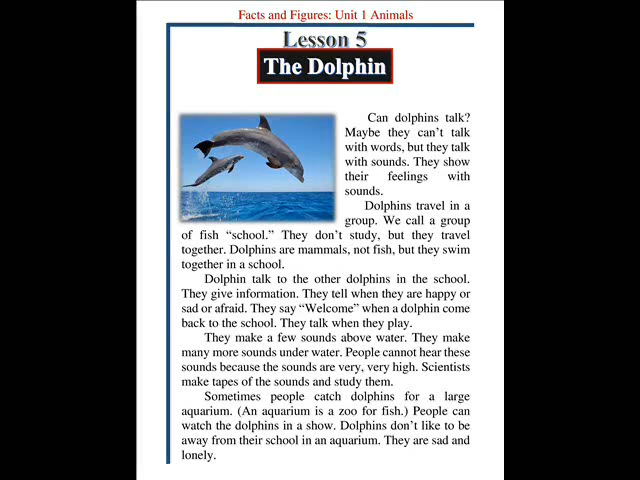 Facts and Figures: Unit 1 Animals
Lesson 5
The Dolphin
Can dolphins talk?
Maybe they can’t talk
with words, but they talk
with sounds. They show
their feelings with
sounds.
Dolphins travel in a
group. We call a group
of fish “school.” They don’t study, but they travel
together. Dolphins are mammals, not fish, but they swim
together in a school.
Dolphin talk to the other dolphins in the school.
They give information. They tell when they are happy or
sad or afraid. They say “Welcome” when a dolphin come
back to the school. They talk when they play.
They make a few sounds above water. They make
many more sounds under water. People cannot hear these
sounds because the sounds are very, very high. Scientists
make tapes of the sounds and study them.
Sometimes people catch dolphins for a large
aquarium. (An aquarium is a zoo for fish.) People can
watch the dolphins in a show. Dolphins don’t like to be
away from their school in an aquarium. They are sad and
lonely.